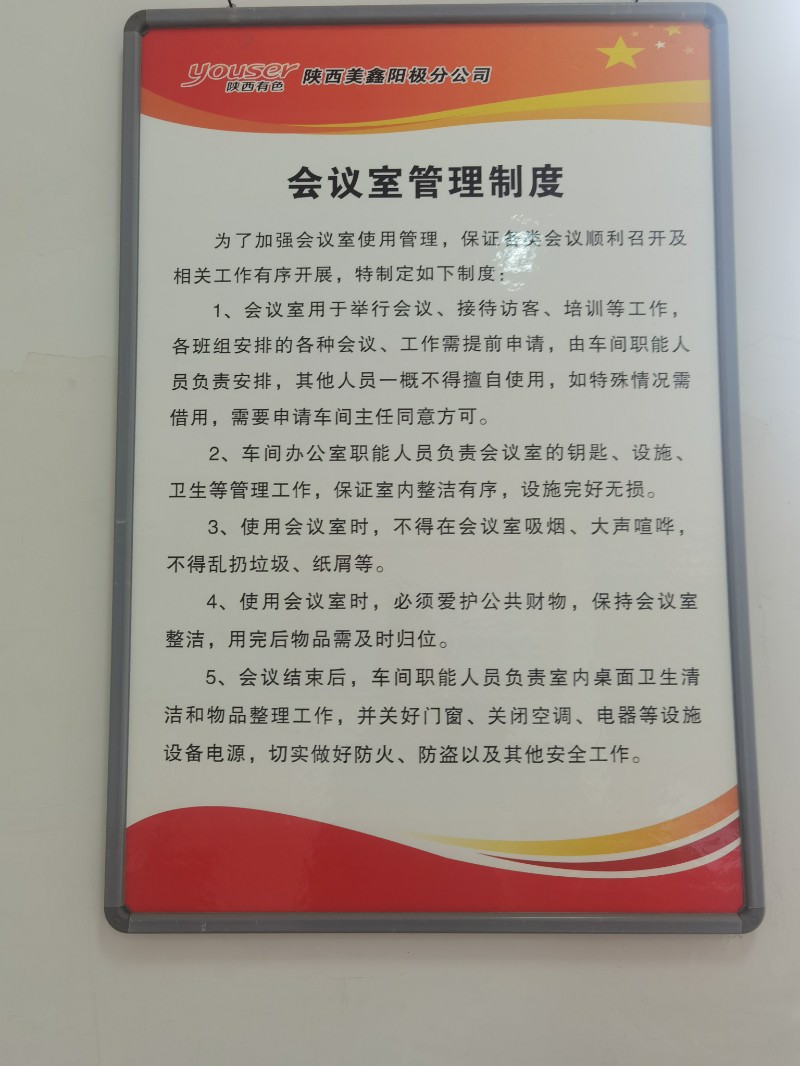 youser
陕西有色
陕西美鑫阳极分公司
会议室管理制度
为了加强会议室使用管理，保证各类会议顺利召开及
相关工作有序开展，特制定如下制度：
1、会议室用于举行会议、接待访客、培训等工作，
各班组安排的各种会议、工作需提前申请，由车间职能人
员负责安排，其他人员一概不得擅自使用，如特殊情况需
借用，需要申请车间主任同意方可。
2、车间办公室职能人员负责会议室的钥匙、设施、
卫生等管理工作，保证室内整洁有序，设施完好无损。
3、使用会议室时，不得在会议室吸烟、大声喧哗，
不得乱扔垃圾、纸屑等。
4、使用会议室时，必须爱护公共财物，保持会议室
整洁，用完后物品需及时归位。
5、会议结束后，车间职能人员负责室内桌面卫生清
洁和物品整理工作，并关好门窗、关闭空调、电器等设施
设备电源，切实做好防火、防盗以及其他安全工作。